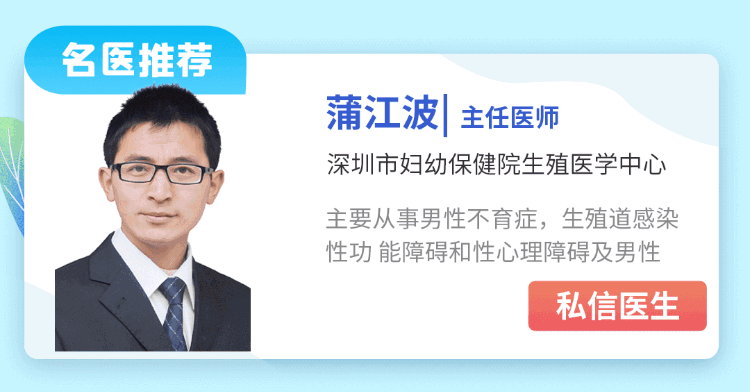 名医推荐
蒲江波| 主任医师
深圳市妇幼保健院生殖医学中心
主要从事男性不育症，生殖道感染
性功 能障碍和性心理障碍及男性
私信医生